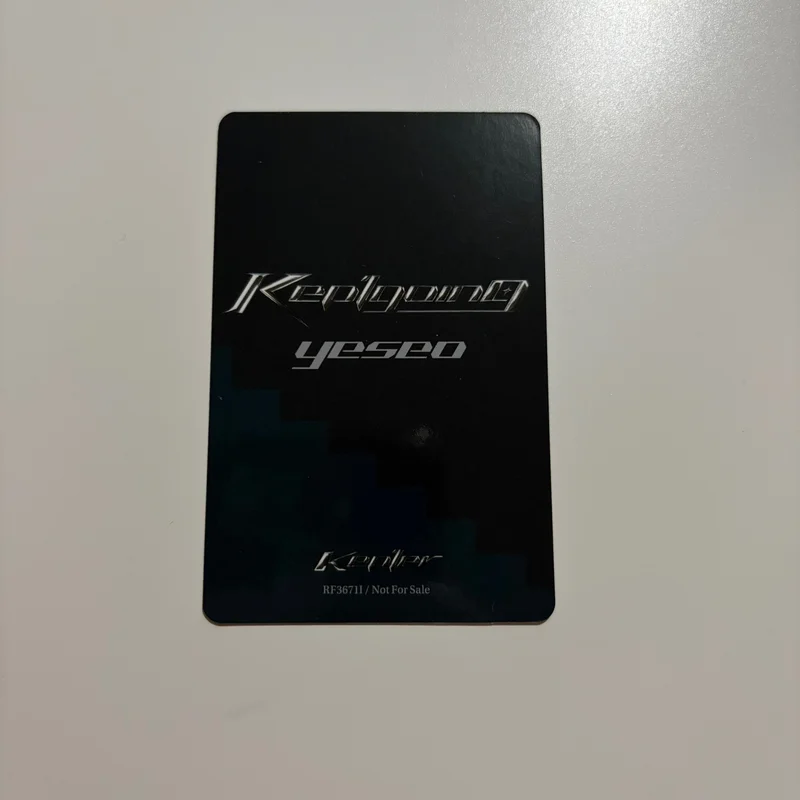 Kep1going
yeseo
Kep1er
RF36711 / Not For Sale